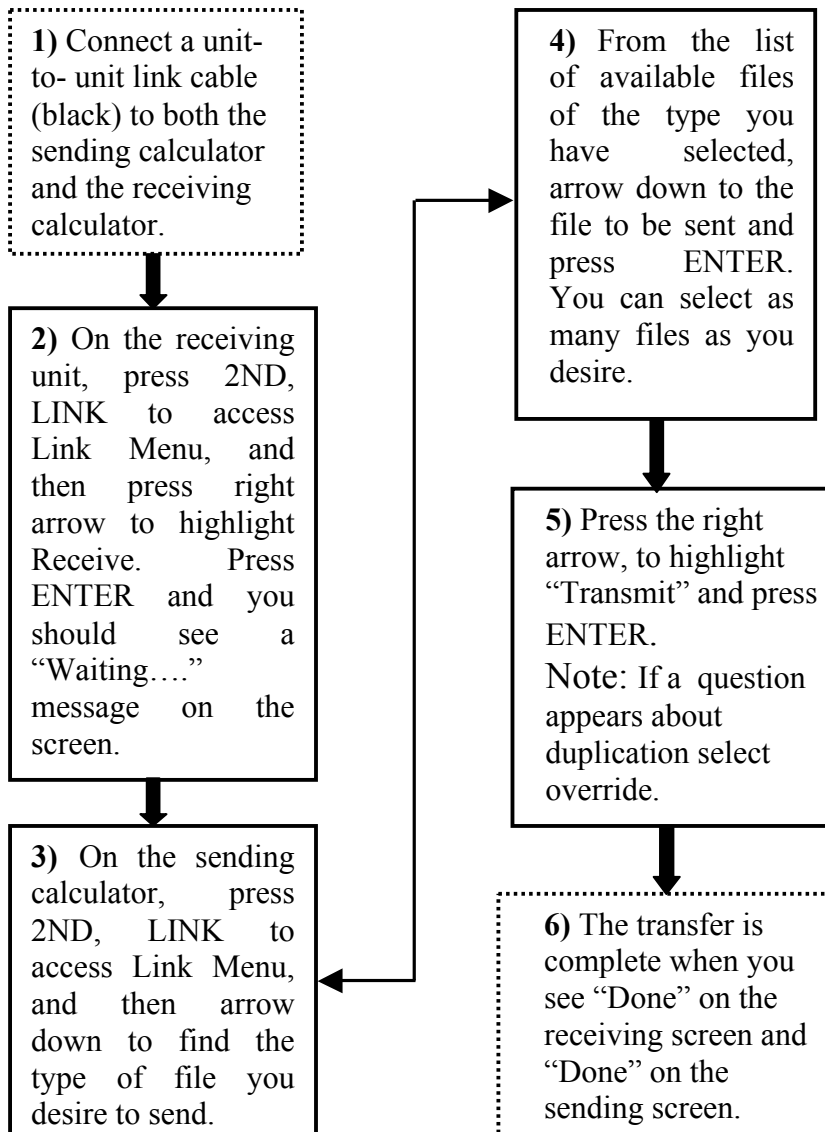 1) Connect a unit-
to- unit link cable
(black) to both the
sending calculator
and the receiving
calculator.
2) On the receiving
unit, press 2ND,
LINK to access
Link Menu, and
then press right
arrow to highlight
Receive. Press
ENTER and you
should see a
“Waiting….”
message on the
screen.
3) On the sending
calculator, press
2ND, LINK to
access Link Menu,
and then arrow
down to find the
type of file you
desire to send.
4) From the list
of available files
of the type you
have selected,
arrow down to the
file to be sent and
press ENTER.
You can select as
many files as you
desire.
5) Press the right
arrow, to highlight
“Transmit” and press
ENTER.
Note: If a question
appears about
duplication select
override.
6) The transfer is
complete when you
see “Done” on the
receiving screen and
“Done” on the
sending screen.